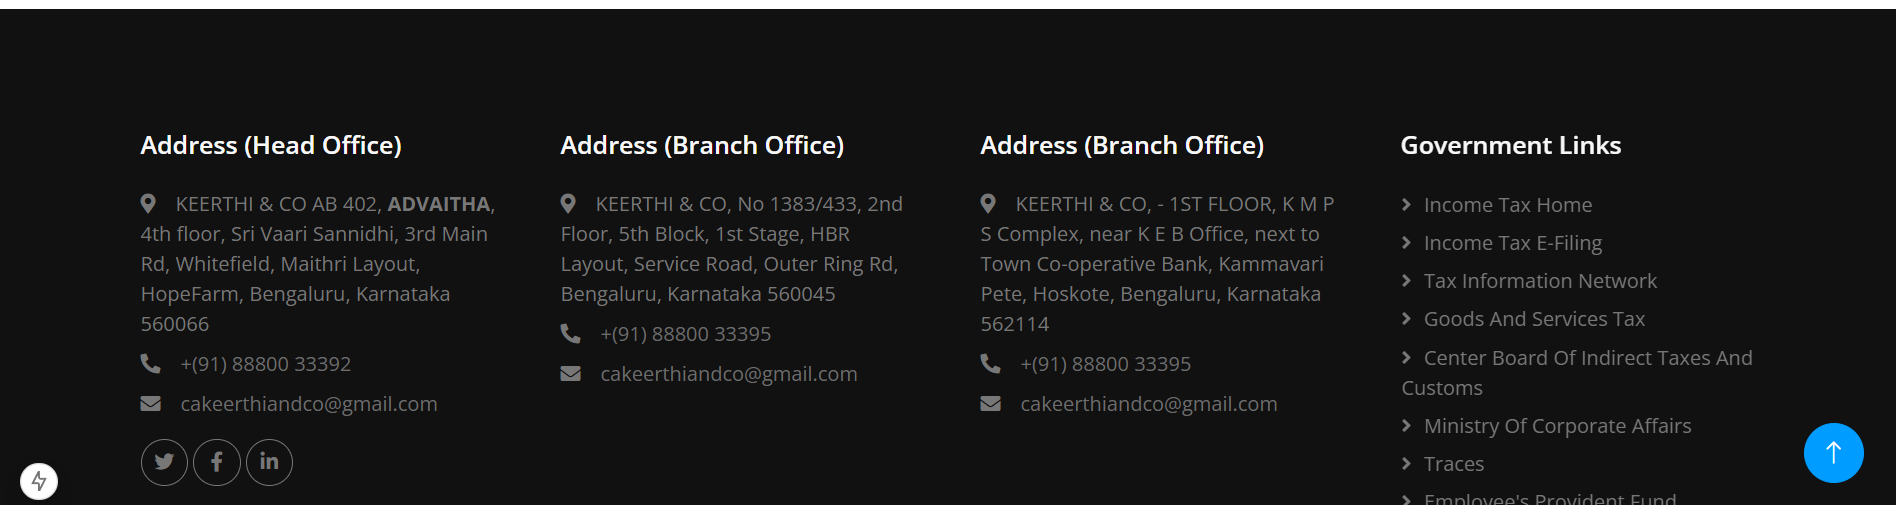 Address (Head Office)
KEERTHI & CO AB 402, ADVAITHA,
4th floor, Sri Vaari Sannidhi, 3rd Main
Rd, Whitefield, Maithri Layout,
HopeFarm, Bengaluru, Karnataka
560066
+(91) 88800 33392
cakeerthiandco@gmail.com
Address (Branch Office)
KEERTHI & CO, No 1383/433, 2nd
Floor, 5th Block, 1st Stage, HBR
Layout, Service Road, Outer Ring Rd,
Bengaluru, Karnataka 560045
+(91) 88800 33395
cakeerthiandco@gmail.com
Address (Branch Office)
KEERTHI & CO, - 1ST FLOOR, K M P
S Complex, near K E B Office, next to
Town Co-operative Bank, Kammavari
Pete, Hoskote, Bengaluru, Karnataka
562114
+(91) 88800 33395
cakeerthiandco@gmail.com
Government Links
Income Tax Home
Income Tax E-Filing
Tax Information Network
Goods And Services Tax
Center Board Of Indirect Taxes And
Customs
Ministry Of Corporate Affairs
Traces
Employee's Provident Fund